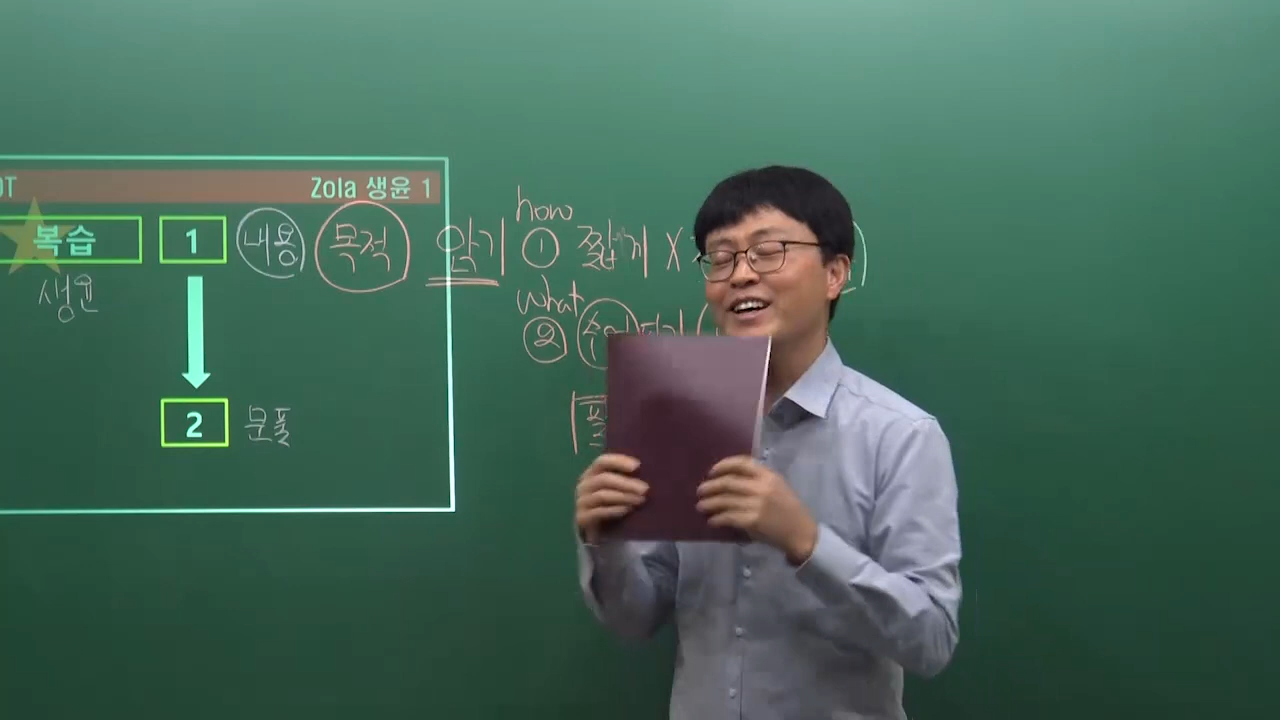 Zola 생윤 1
복습 1 내용 목적 암기 how ① 짧게 X
생윤 what ②
2 문풀